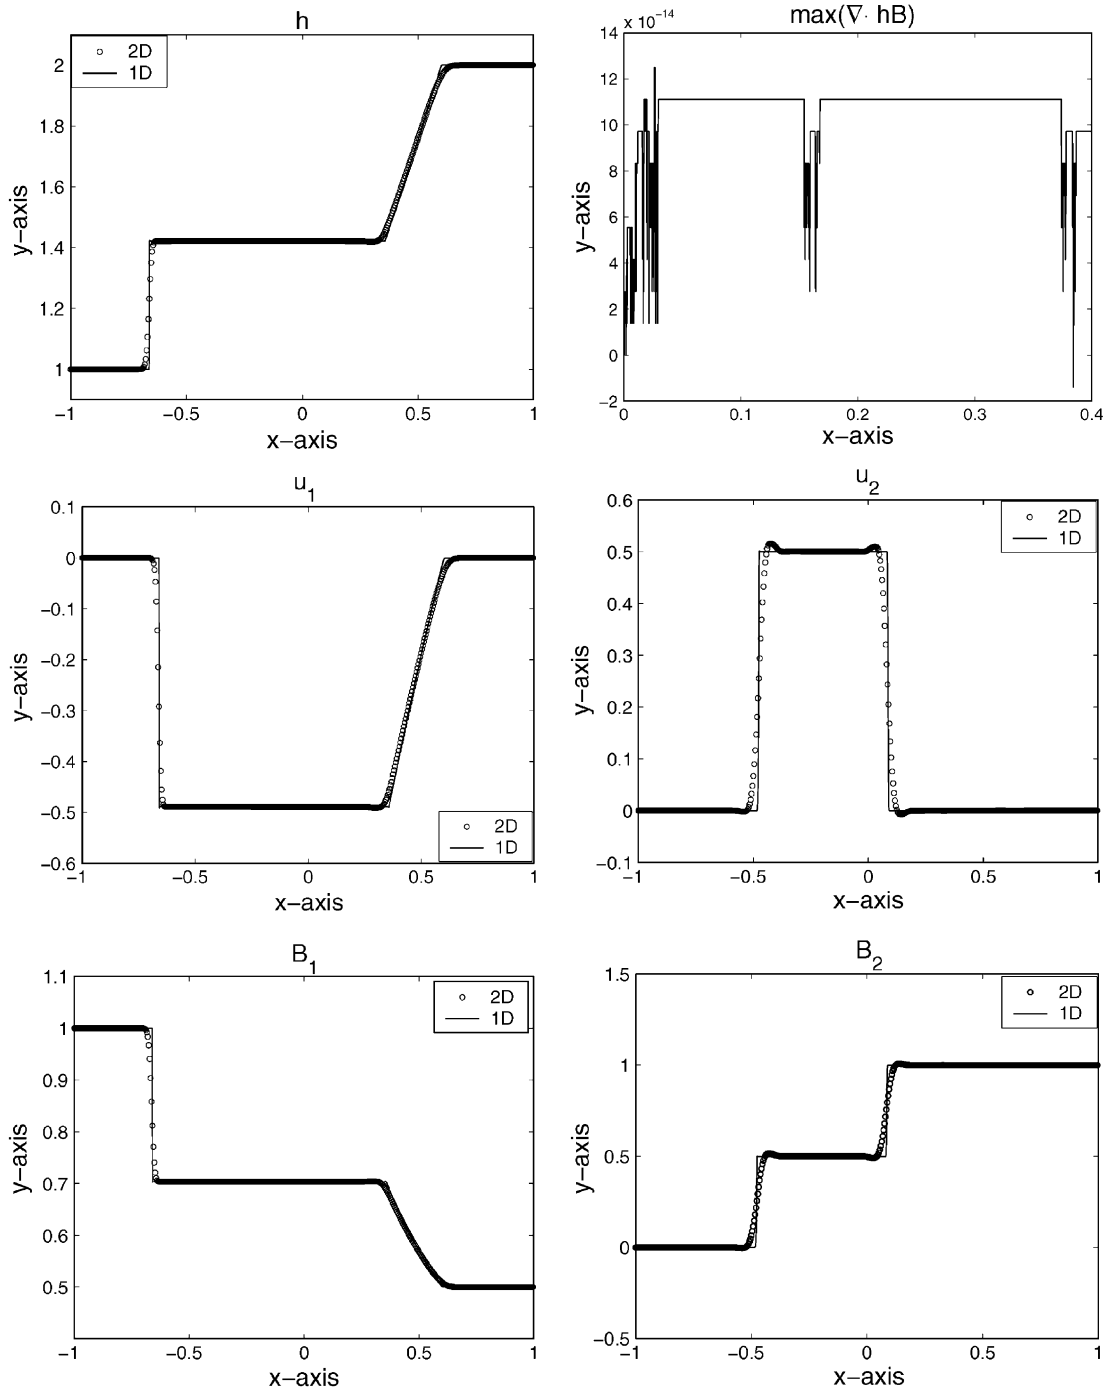 h
2D
1D
2
1.8
1.6
1.4
1.2
1
y−axis
−1
−0.5
0
0.5
1
x−axis
max(∇· hB)
x 10⁻¹⁴
14
12
10
8
6
4
2
0
−2
y−axis
0
0.1
0.2
0.3
0.4
x−axis
u₁
0.1
0
−0.1
−0.2
−0.3
−0.4
−0.5
−0.6
y−axis
2D
1D
−1
−0.5
0
0.5
1
x−axis
u₂
2D
1D
0.6
0.5
0.4
0.3
0.2
0.1
0
−0.1
y−axis
−1
−0.5
0
0.5
1
x−axis
B₁
2D
1D
1.1
1
0.9
0.8
0.7
0.6
0.5
y−axis
−1
−0.5
0
0.5
1
x−axis
B₂
2D
1D
1.5
1
0.5
0
−0.5
y−axis
−1
−0.5
0
0.5
1
x−axis